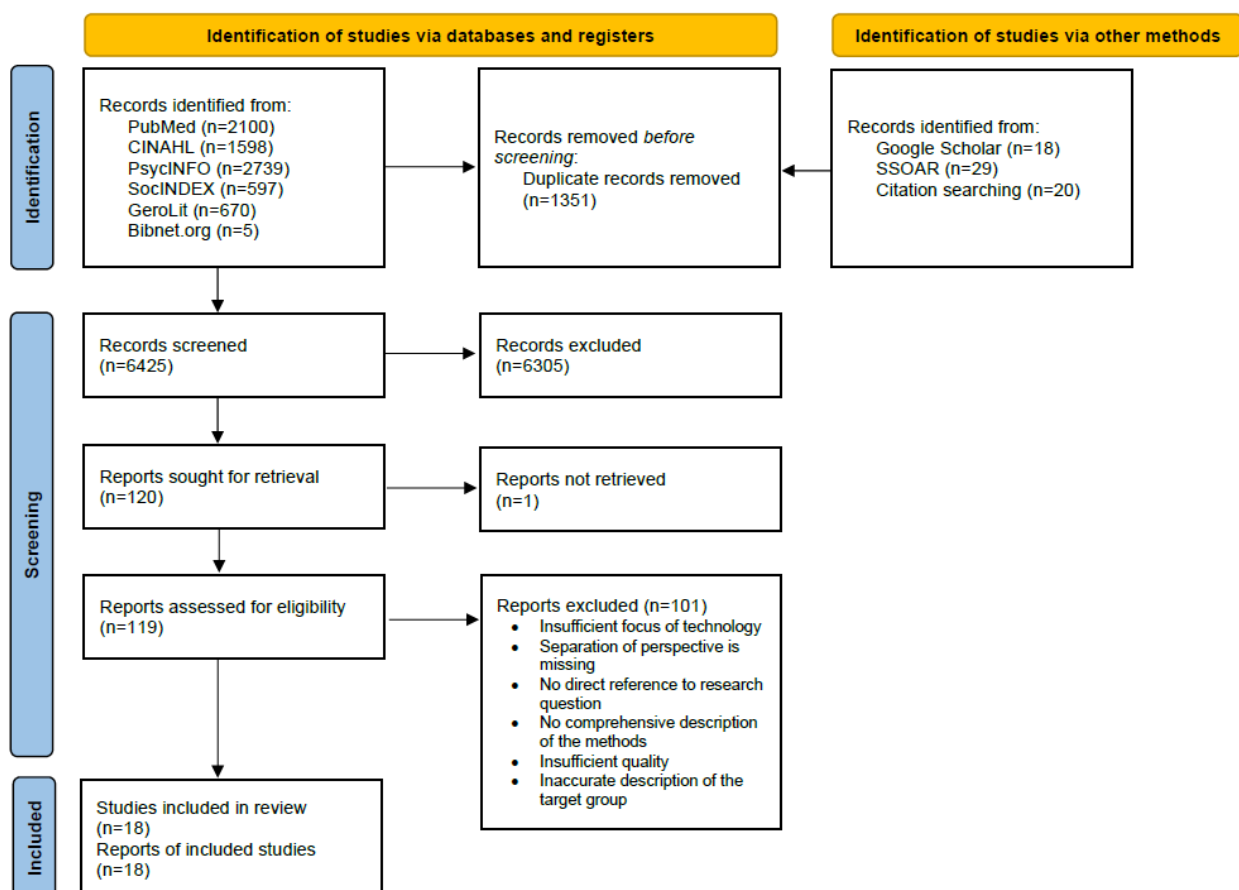 Identification of studies via databases and registers
Identification of studies via other methods
Identification
Records identified from:
PubMed (n=2100)
CINAHL (n=1598)
PsycINFO (n=2739)
SocINDEX (n=597)
GeroLit (n=670)
Bibnet.org (n=5)
Records removed before
screening:
Duplicate records removed
(n=1351)
Records identified from:
Google Scholar (n=18)
SSOAR (n=29)
Citation searching (n=20)
Screening
Records screened
(n=6425)
Records excluded
(n=6305)
Reports sought for retrieval
(n=120)
Reports not retrieved
(n=1)
Reports assessed for eligibility
(n=119)
Reports excluded (n=101)
• Insufficient focus of technology
• Separation of perspective is
missing
• No direct reference to research
question
• No comprehensive description
of the methods
• Insufficient quality
• Inaccurate description of the
target group
Included
Studies included in review
(n=18)
Reports of included studies
(n=18)